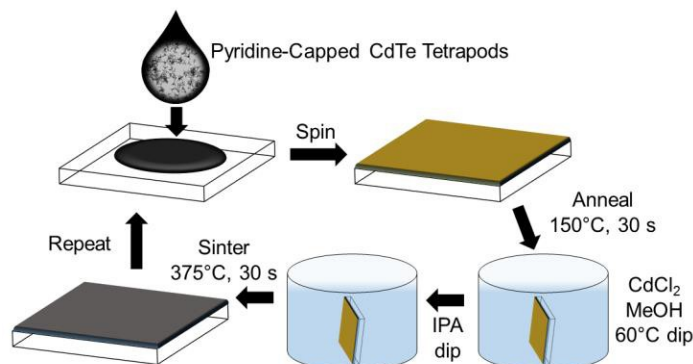 Pyridine-Capped CdTe Tetrapods
Spin
Anneal
150°C, 30 s
CdCl₂
MeOH
60°C dip
IPA
dip
Sinter
375°C, 30 s
Repeat